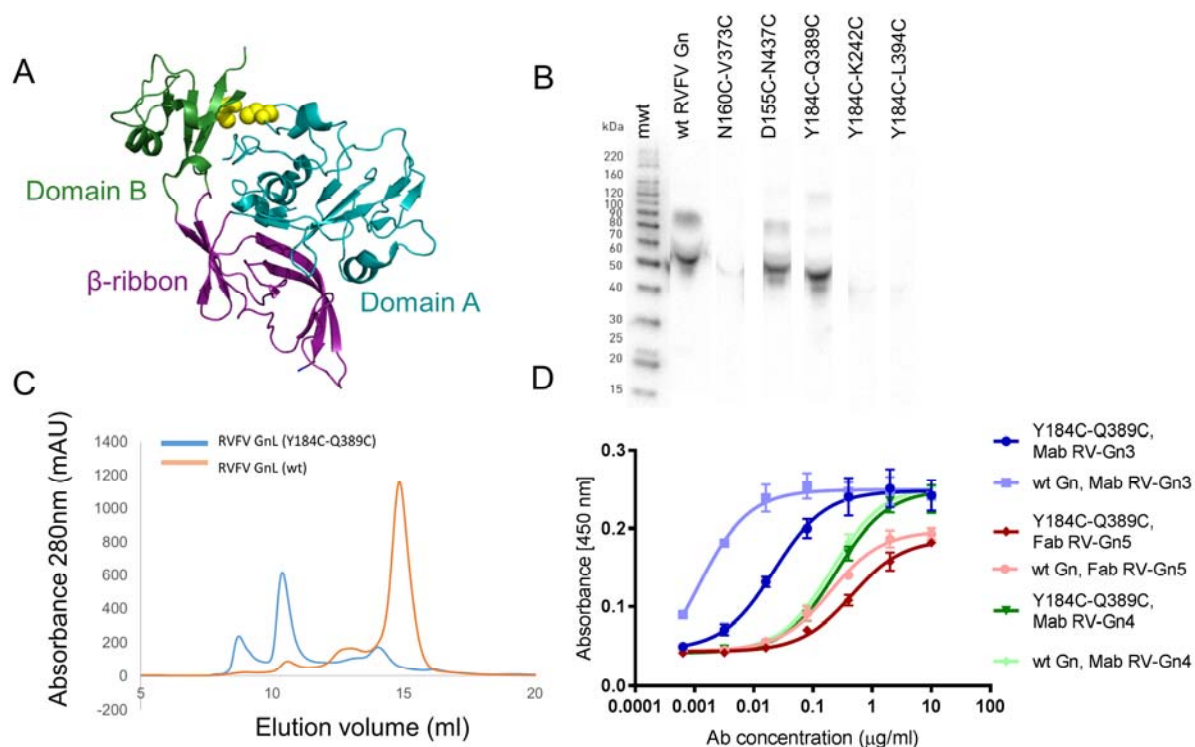 A
Domain B
β-ribbon
Domain A
B
kDa
mwt
wt RVFV Gn
N160C-V373C
D155C-N437C
Y184C-Q389C
Y184C-K242C
Y184C-L394C
220
160
120
100
90
80
70
60
50
40
30
25
20
15
C
RVFV GnL (Y184C-Q389C)
RVFV GnL (wt)
Absorbance 280nm (mAU)
1400
1200
1000
800
600
400
200
0
-200
5
10
15
20
Elution volume (ml)
D
Absorbance [450 nm]
0.3
0.2
0.1
0.0
0.0001
0.001
0.01
0.1
1
10
100
Ab concentration (μg/ml)
Y184C-Q389C,
Mab RV-Gn3
wt Gn, Mab RV-Gn3
Y184C-Q389C,
Fab RV-Gn5
wt Gn, Fab RV-Gn5
Y184C-Q389C,
Mab RV-Gn4
wt Gn, Mab RV-Gn4